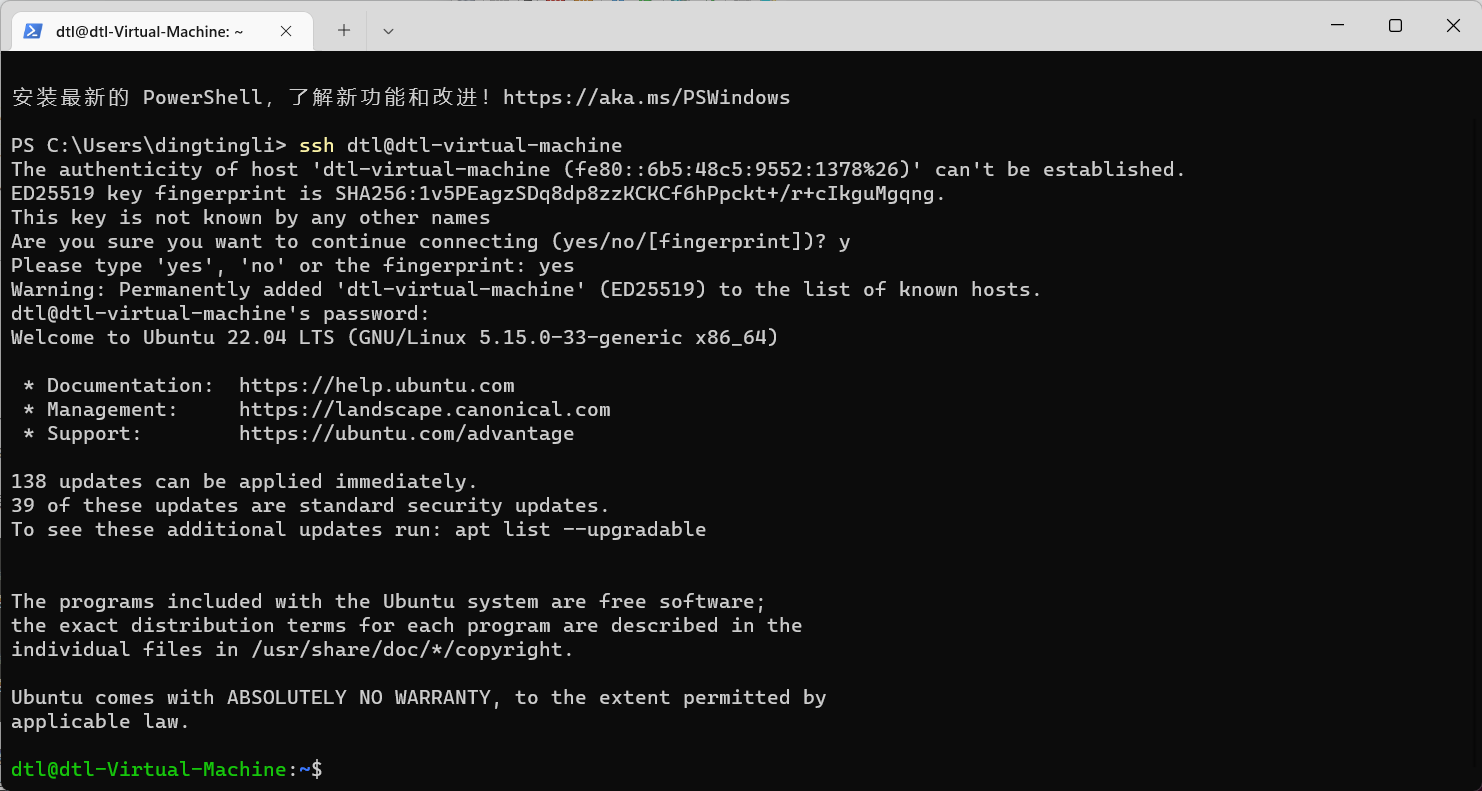 dtl@dtl-Virtual-Machine: ~
安装最新的 PowerShell，了解新功能和改进！https://aka.ms/PSWindows
PS C:\Users\dingtingli> ssh dtl@dtl-virtual-machine
The authenticity of host 'dtl-virtual-machine (fe80::6b5:48c5:9552:1378%26)' can't be established.
ED25519 key fingerprint is SHA256:1v5PEagzSDq8dp8zzKCKCf6hPpckt+/r+cIkguMgqng.
This key is not known by any other names
Are you sure you want to continue connecting (yes/no/[fingerprint])? y
Please type 'yes', 'no' or the fingerprint: yes
Warning: Permanently added 'dtl-virtual-machine' (ED25519) to the list of known hosts.
dtl@dtl-virtual-machine's password:
Welcome to Ubuntu 22.04 LTS (GNU/Linux 5.15.0-33-generic x86_64)
 * Documentation:  https://help.ubuntu.com
 * Management:     https://landscape.canonical.com
 * Support:        https://ubuntu.com/advantage
138 updates can be applied immediately.
39 of these updates are standard security updates.
To see these additional updates run: apt list --upgradable
The programs included with the Ubuntu system are free software;
the exact distribution terms for each program are described in the
individual files in /usr/share/doc/*/copyright.
Ubuntu comes with ABSOLUTELY NO WARRANTY, to the extent permitted by
applicable law.
dtl@dtl-Virtual-Machine:~$